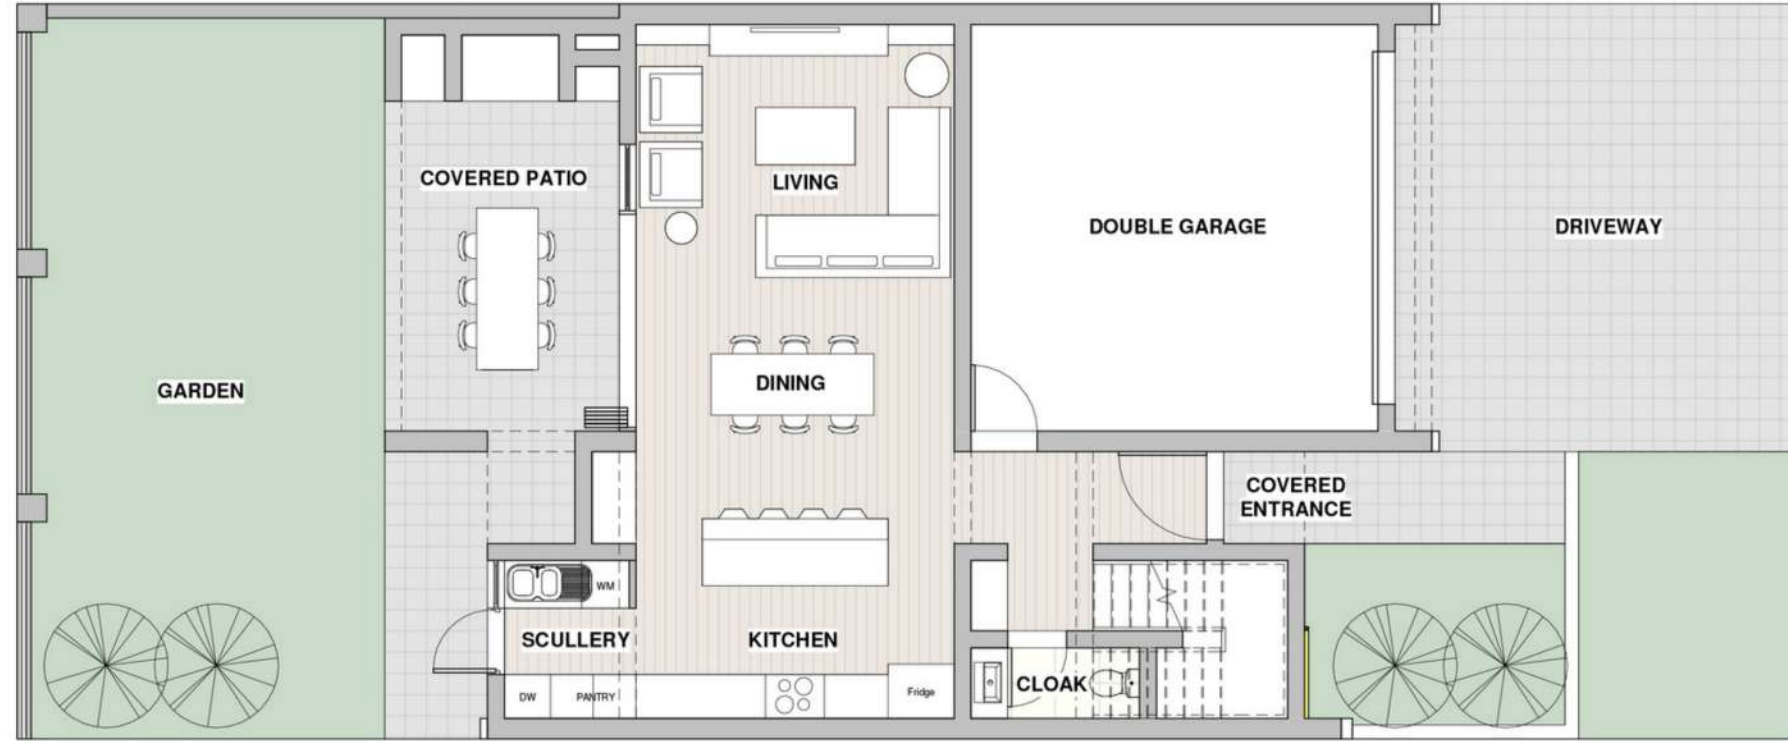 COVERED PATIO
LIVING
DOUBLE GARAGE
DRIVEWAY
GARDEN
DINING
COVERED
ENTRANCE
WM
SCULLERY
KITCHEN
CLOAK
DW
PANTRY
Fridge